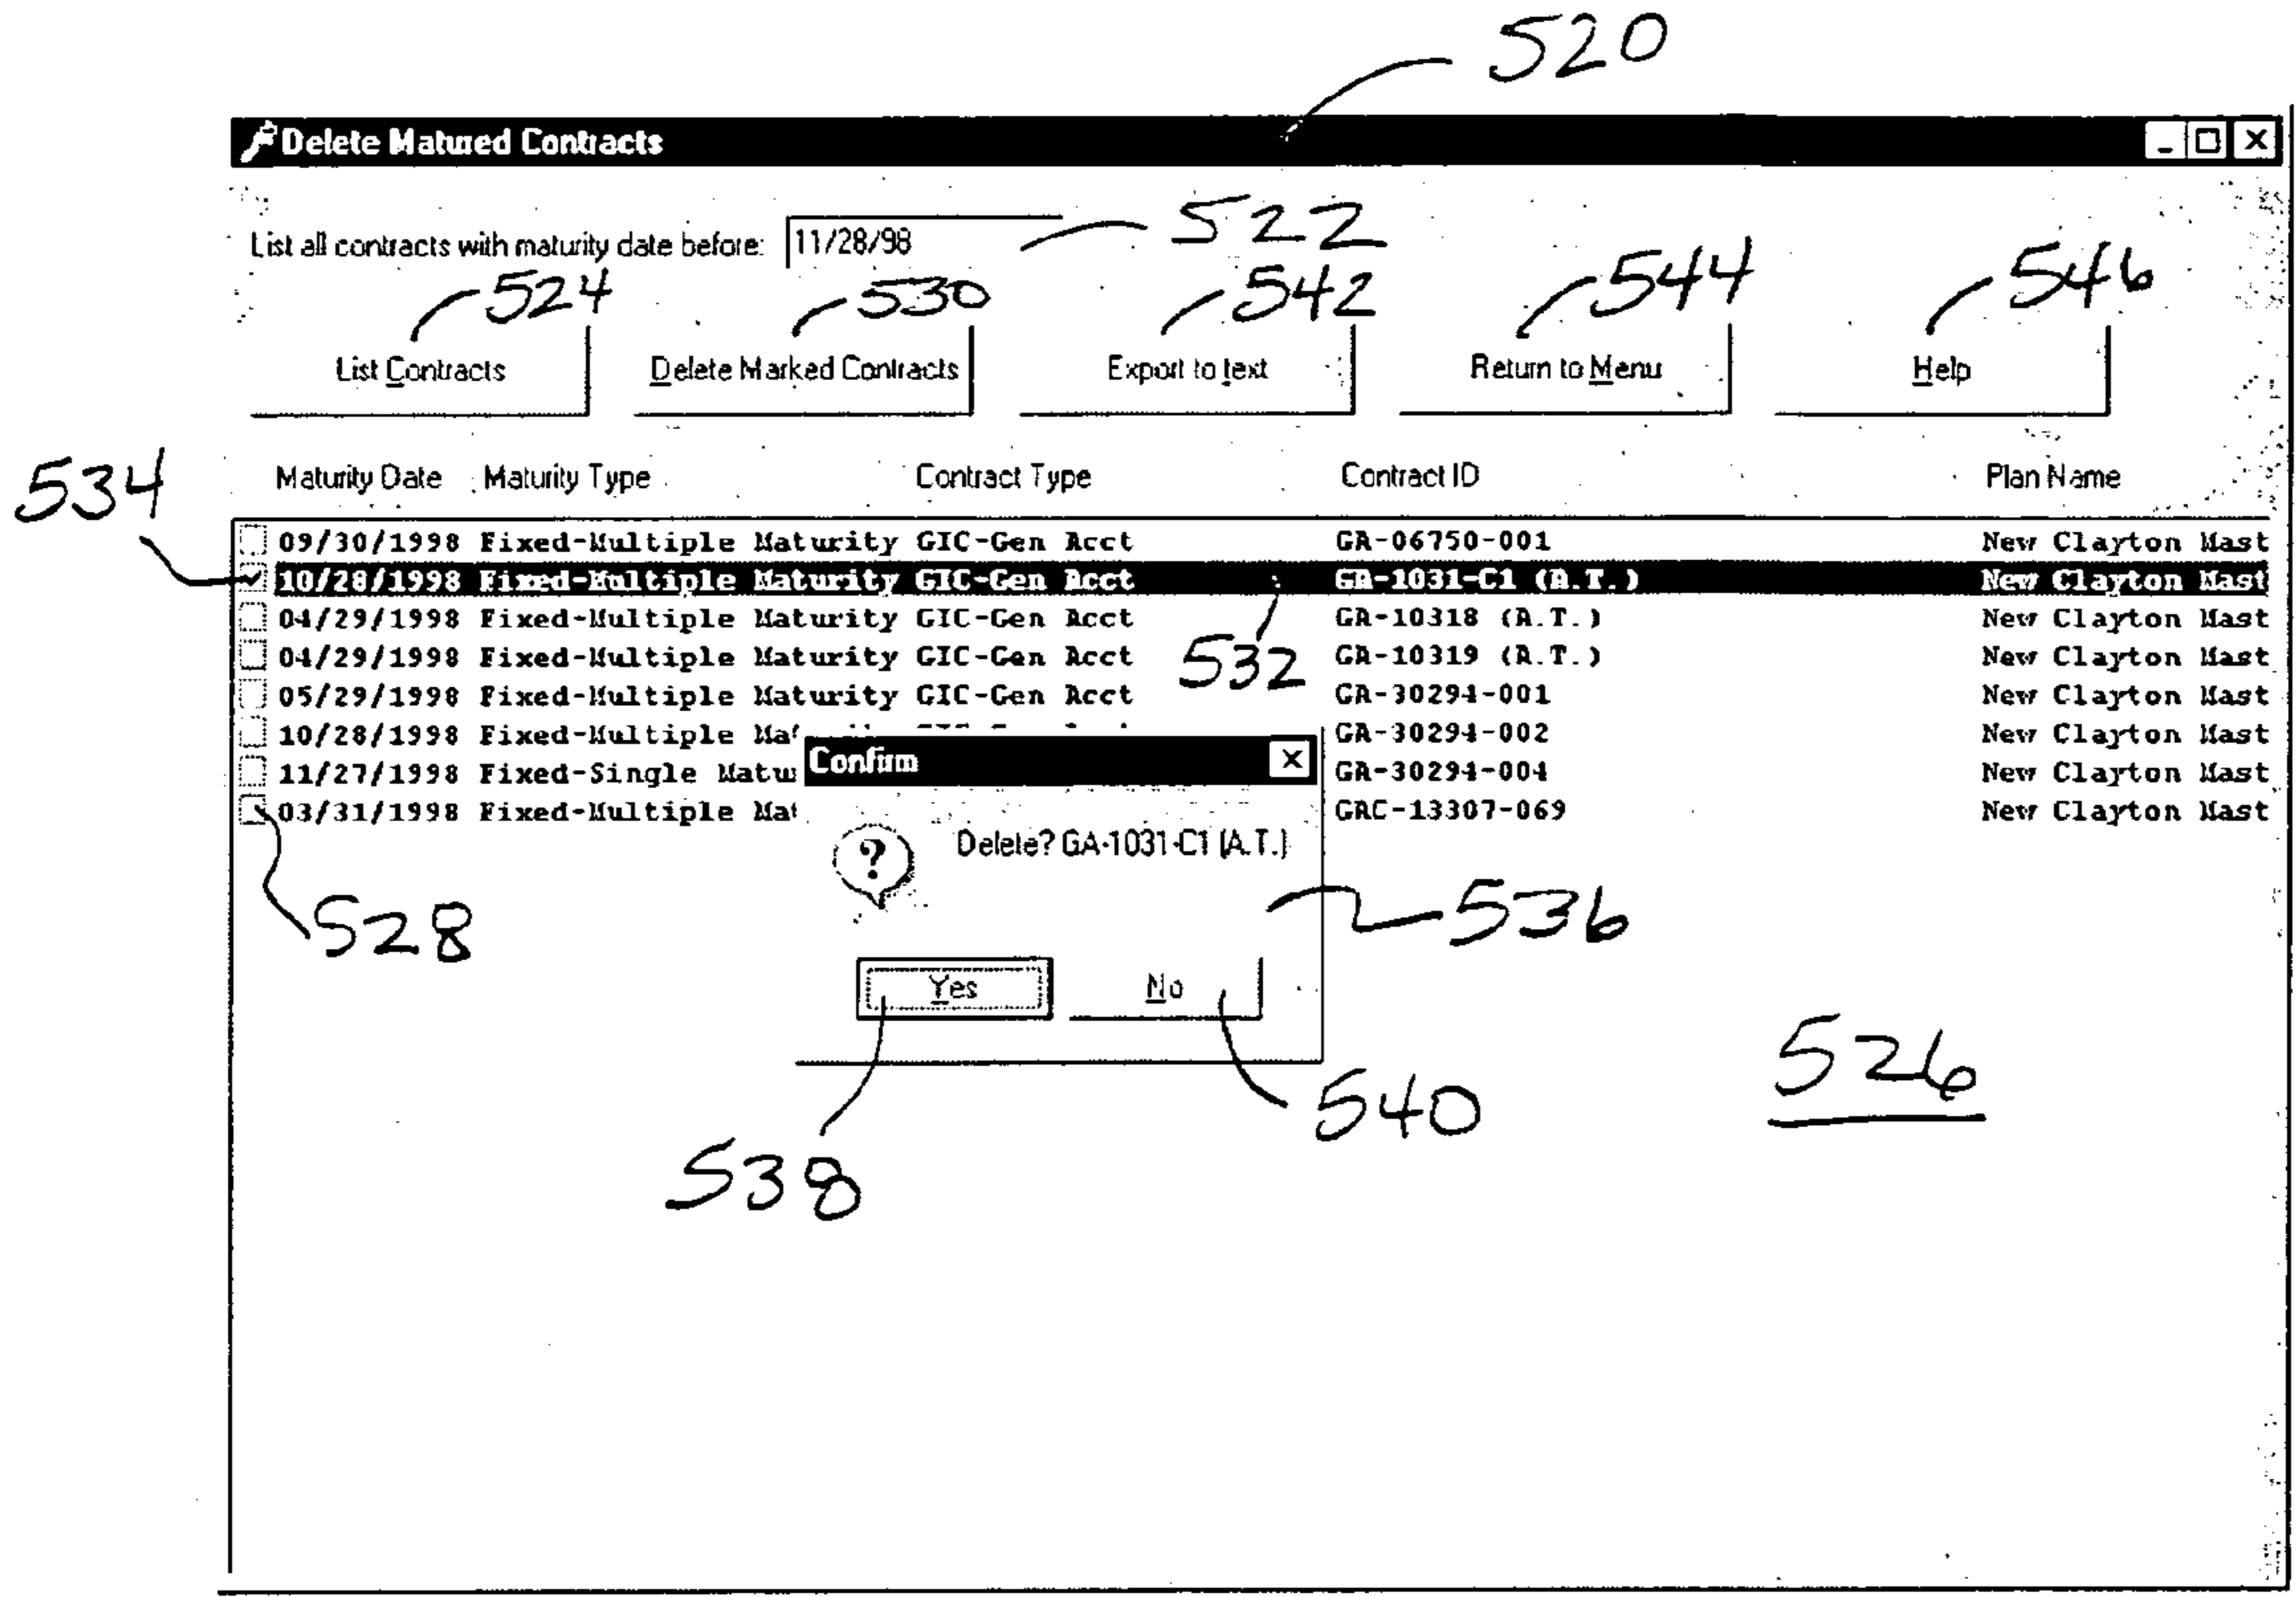 520
Delete Matured Contracts
List all contracts with maturity date before: 11/28/98 522
524 530 542 544 546
List Contracts Delete Marked Contracts Export to text Return to Menu Help
534 Maturity Date Maturity Type Contract Type Contract ID Plan Name
09/30/1998 Fixed-Multiple Maturity GIC-Gen Acct GA-06750-001 New Clayton Mast
10/28/1998 Fixed-Multiple Maturity GIC-Gen Acct GA-1031-C1 (A.T.) New Clayton Mast
04/29/1998 Fixed-Multiple Maturity GIC-Gen Acct GA-10318 (A.T.) New Clayton Mast
04/29/1998 Fixed-Multiple Maturity GIC-Gen Acct 532 GA-10319 (A.T.) New Clayton Mast
05/29/1998 Fixed-Multiple Maturity GIC-Gen Acct GA-30294-001 New Clayton Mast
10/28/1998 Fixed-Multiple Mat GA-30294-002 New Clayton Mast
11/27/1998 Fixed-Single Matu Confirm GA-30294-004 New Clayton Mast
03/31/1998 Fixed-Multiple Mat GAC-13307-069 New Clayton Mast
Delete? GA-1031-C1 (A.T.)
528 536
Yes No
526
540
538